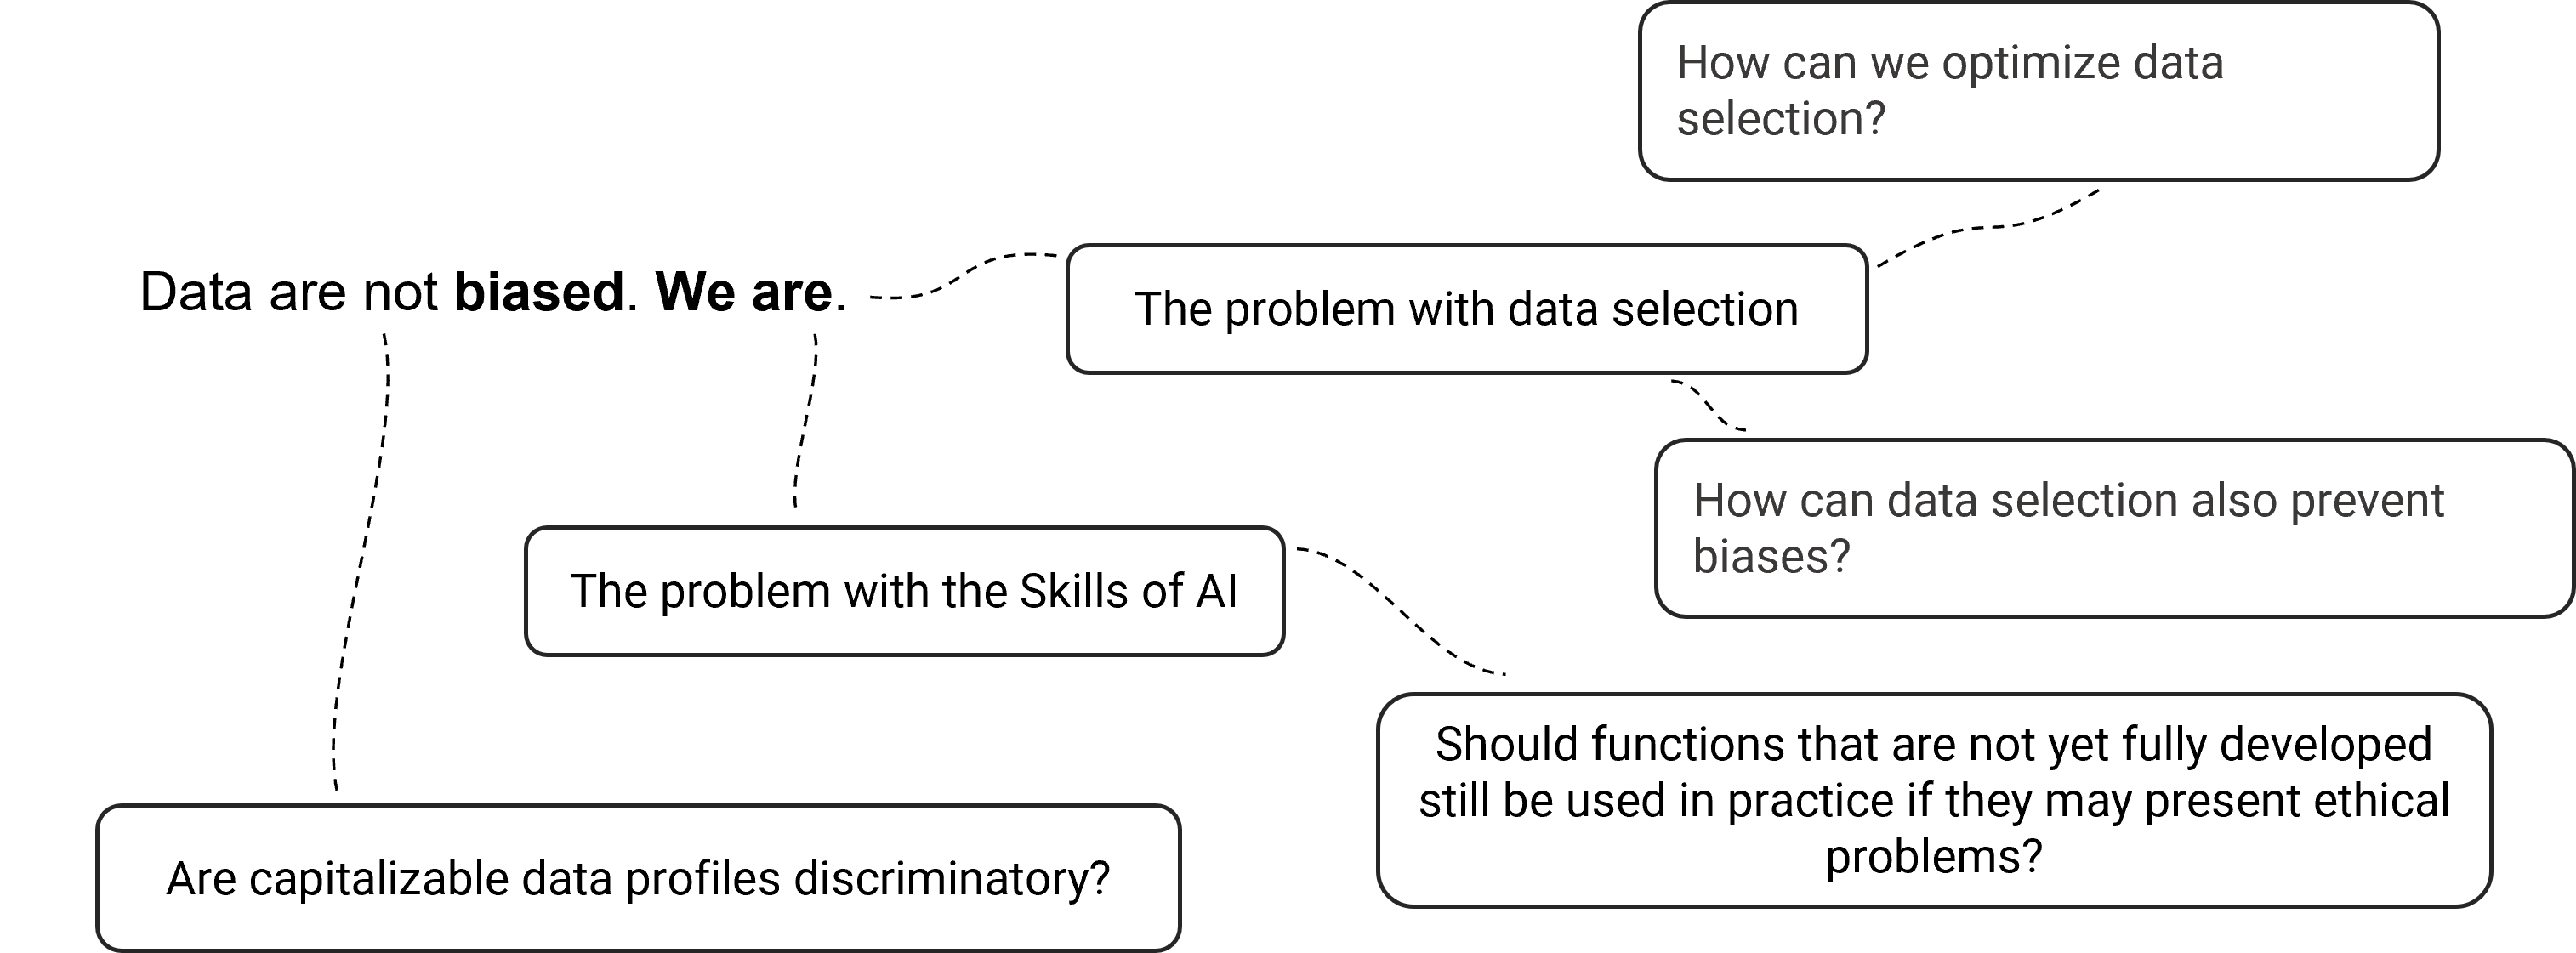 How can we optimize data
selection?
Data are not biased. We are.
The problem with data selection
How can data selection also prevent
biases?
The problem with the Skills of AI
Should functions that are not yet fully developed
still be used in practice if they may present ethical
problems?
Are capitalizable data profiles discriminatory?